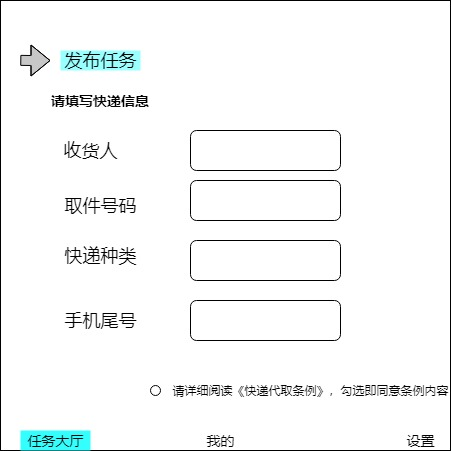 发布任务
请填写快递信息
收货人
取件号码
快递种类
手机尾号
请详细阅读《快递代取条例》，勾选即同意条例内容
任务大厅 我的 设置